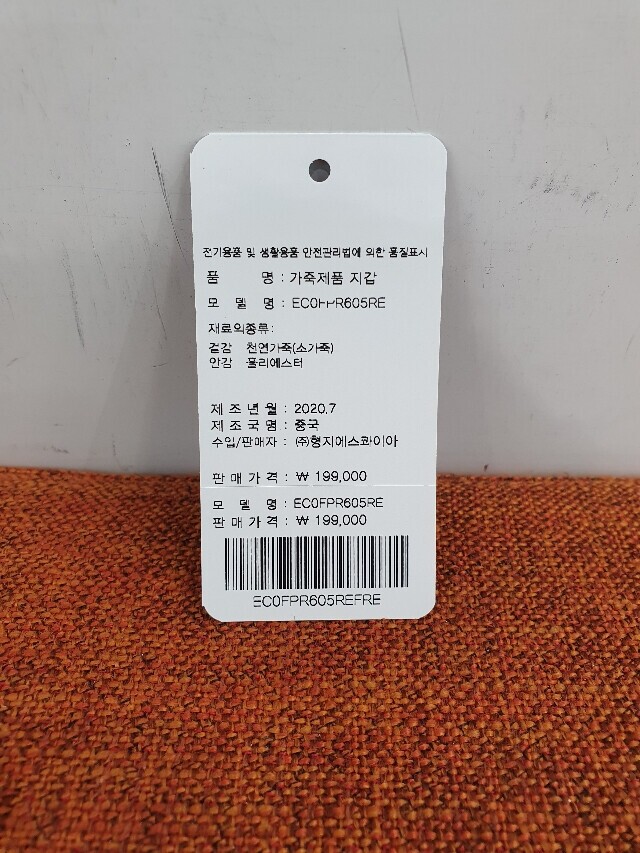 전기용품 및 생활용품 안전관리법에 의한 품질표시
품 명 : 가죽제품 지갑
모 델 명 : EC0FPR605RE
재료의종류:
겉감 천연가죽(소가죽)
안감 폴리에스터
제 조 년 월 : 2020.7
제 조 국 명 : 중국
수입/판매자 : ㈜형지에스콰이아
판 매 가 격 : ₩ 199,000
모 델 명 : EC0FPR605RE
판 매 가 격 : ₩ 199,000
EC0FPR605REFRE